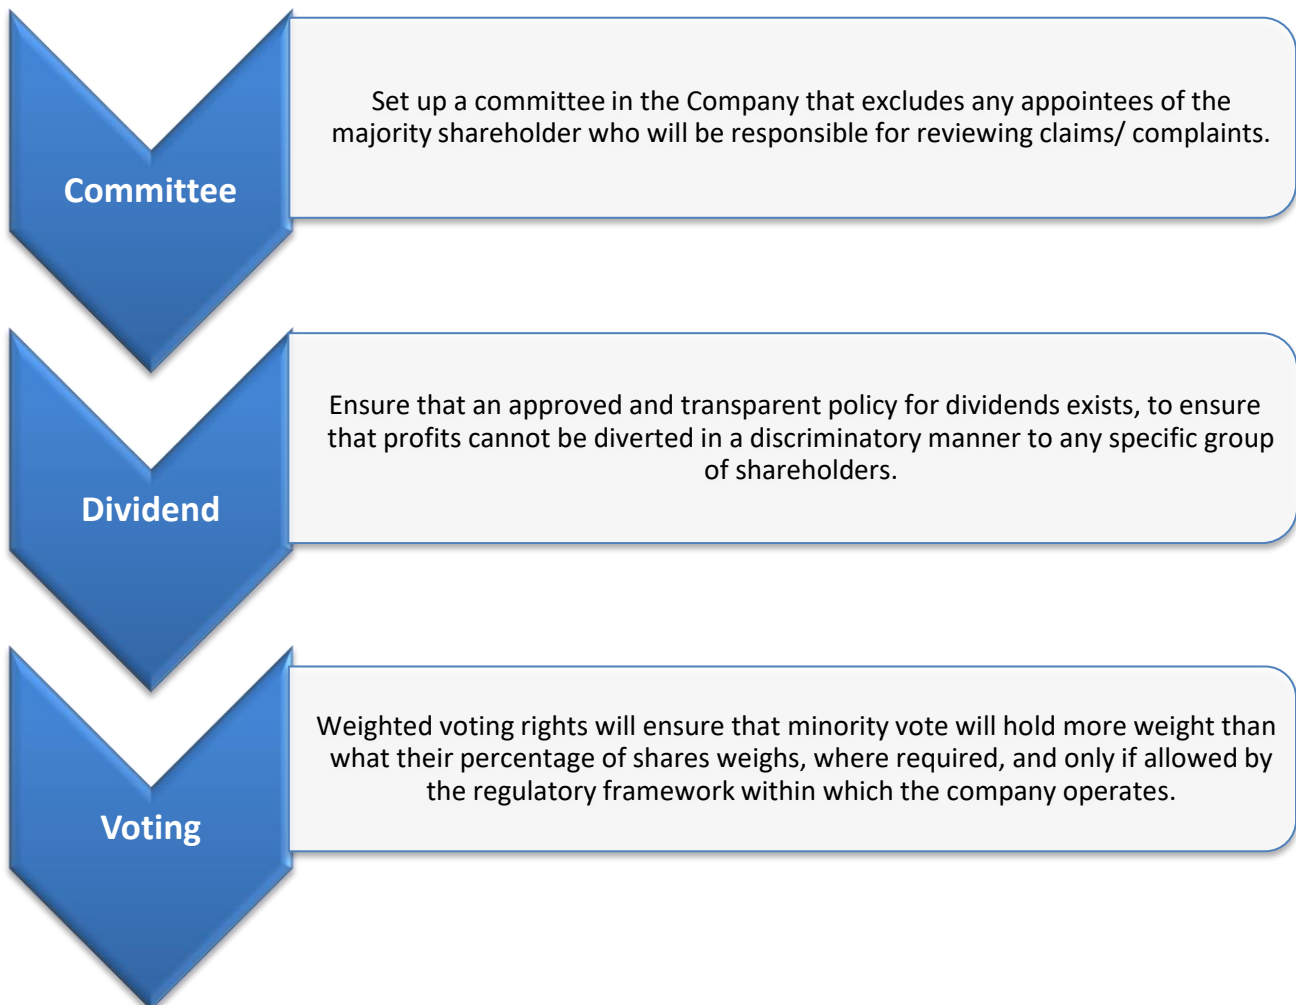 Committee
Set up a committee in the Company that excludes any appointees of the
majority shareholder who will be responsible for reviewing claims/ complaints.
Dividend
Ensure that an approved and transparent policy for dividends exists, to ensure
that profits cannot be diverted in a discriminatory manner to any specific group
of shareholders.
Voting
Weighted voting rights will ensure that minority vote will hold more weight than
what their percentage of shares weighs, where required, and only if allowed by
the regulatory framework within which the company operates.